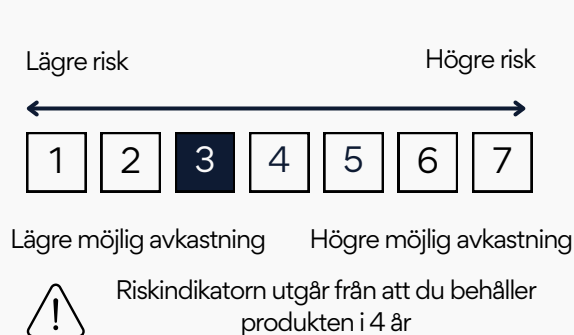 Lägre risk Högre risk
1 2 3 4 5 6 7
Lägre möjlig avkastning Högre möjlig avkastning
Riskindikatorn utgår från att du behåller
produkten i 4 år